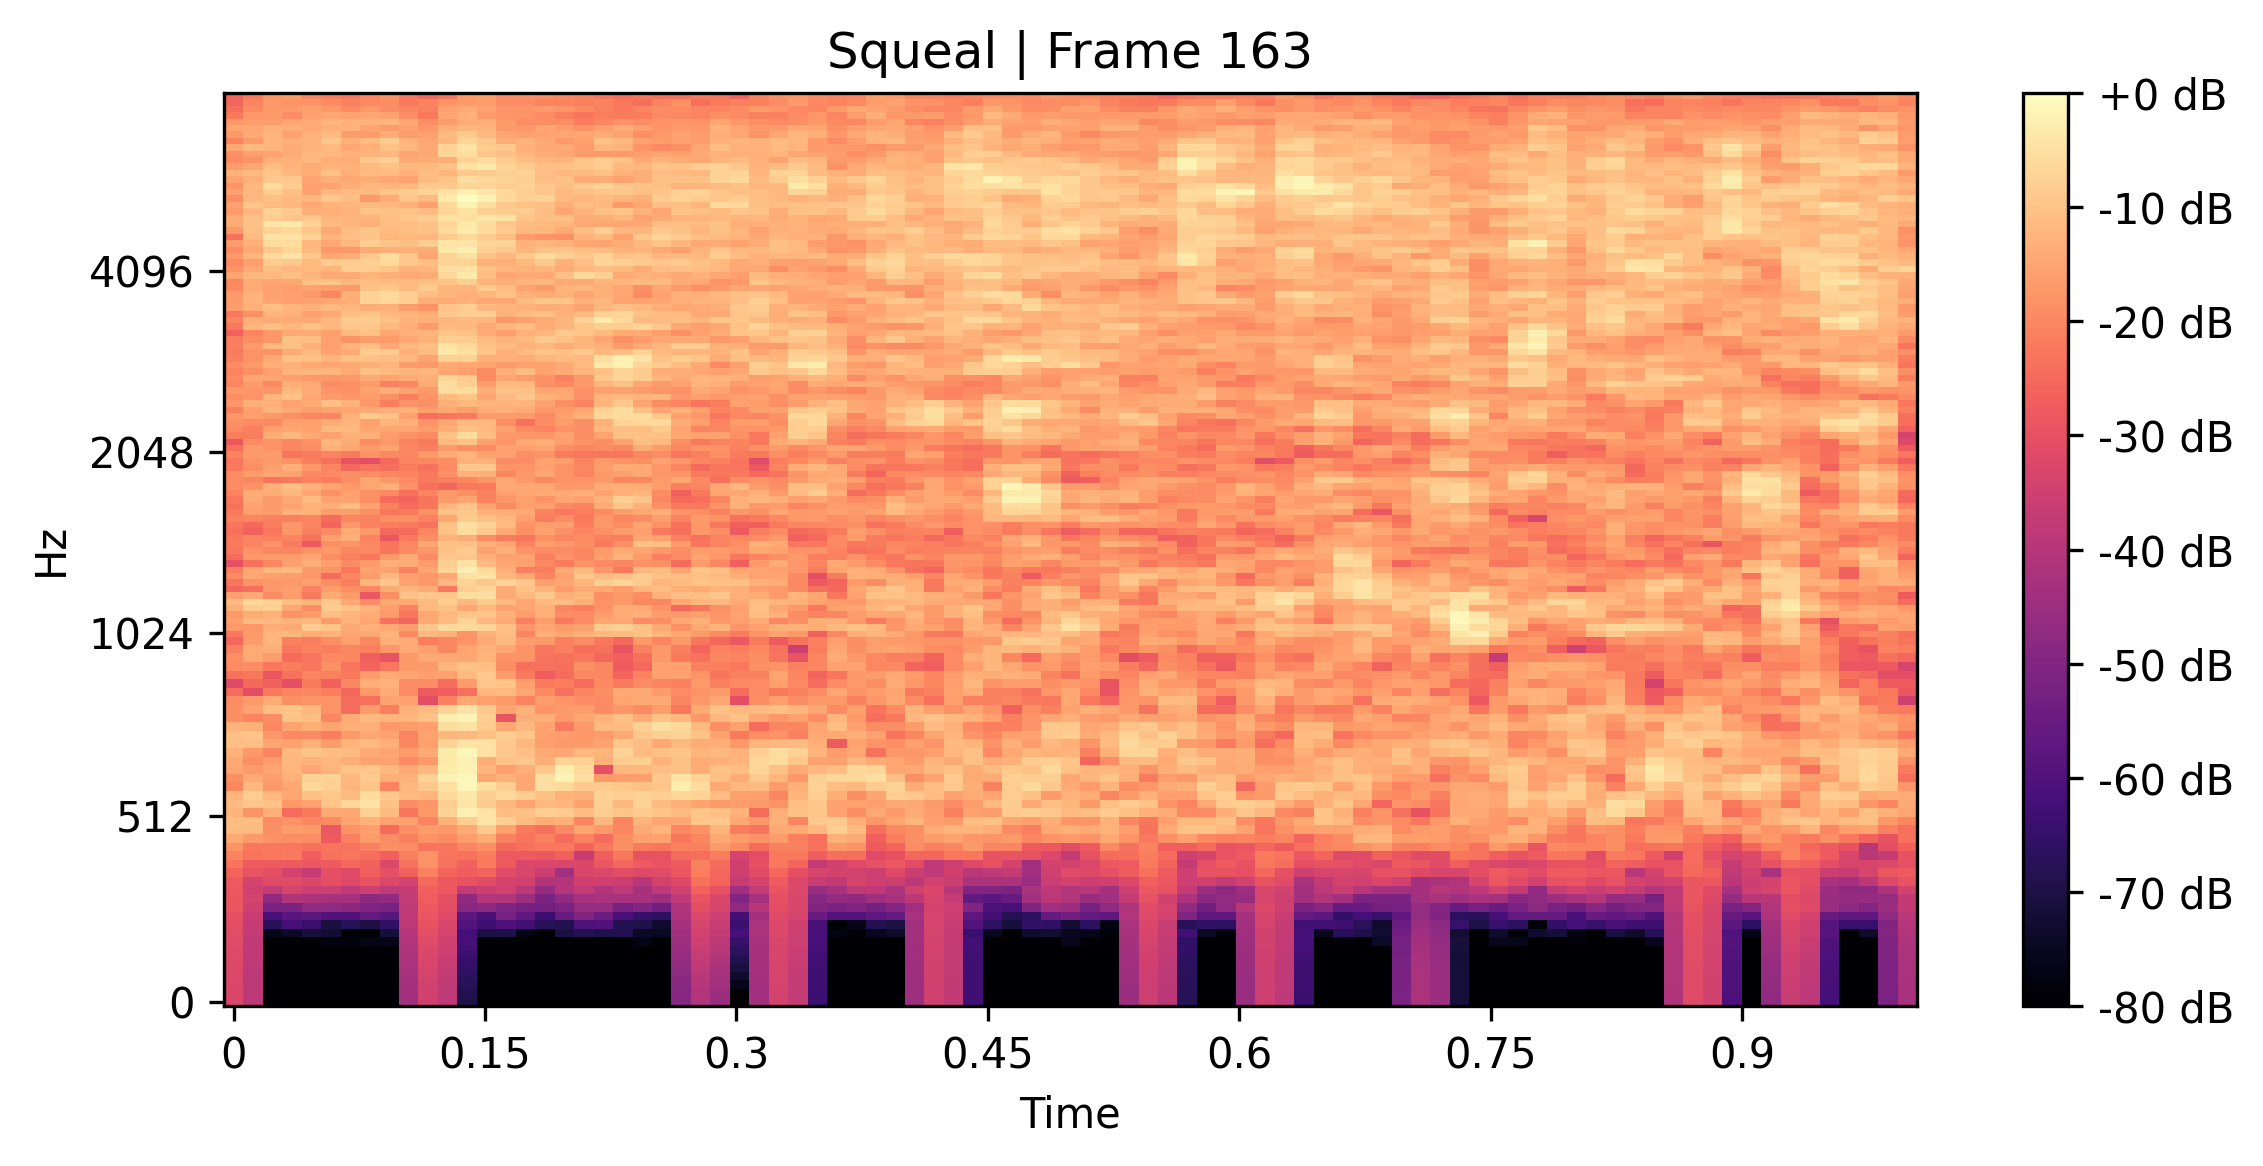 Squeal | Frame 163
Hz
4096
2048
1024
512
0
0 0.15 0.3 0.45 0.6 0.75 0.9
Time
+0 dB
-10 dB
-20 dB
-30 dB
-40 dB
-50 dB
-60 dB
-70 dB
-80 dB